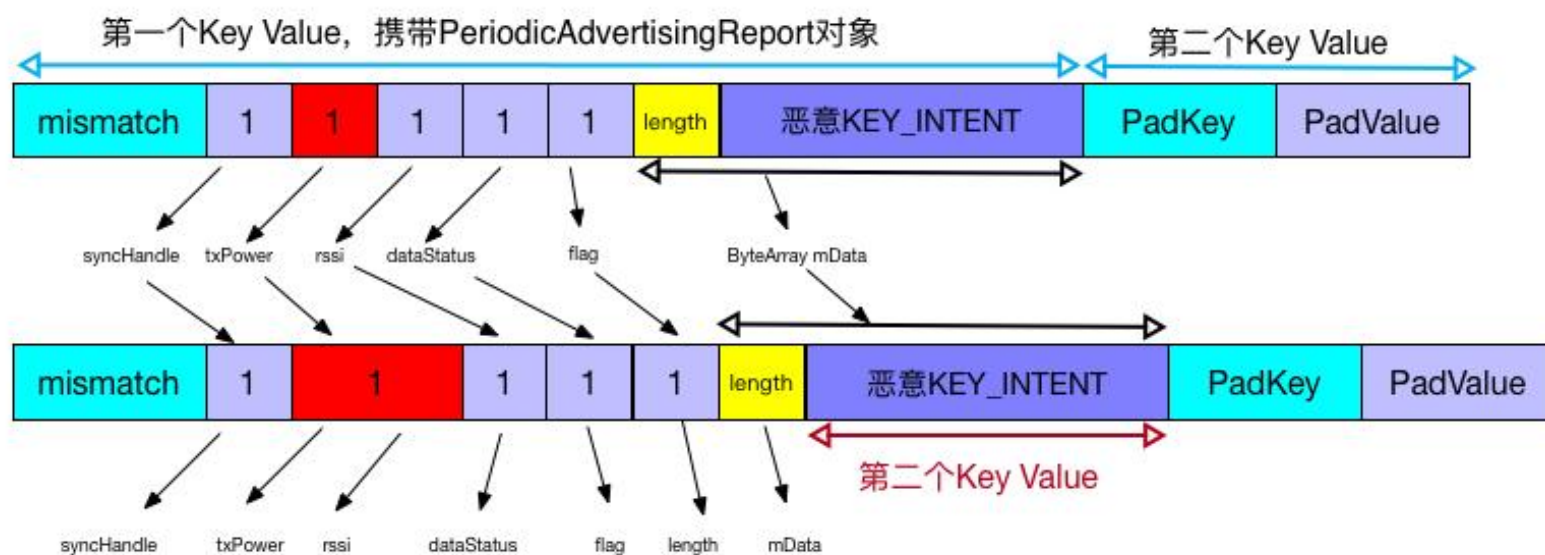 第一个Key Value，携带PeriodicAdvertisingReport对象
第二个Key Value
mismatch 1 1 1 1 1 length 恶意KEY_INTENT PadKey PadValue
syncHandle txPower rssi dataStatus flag ByteArray mData
mismatch 1 1 1 1 1 length 恶意KEY_INTENT PadKey PadValue
第二个Key Value
syncHandle txPower rssi dataStatus flag length mData